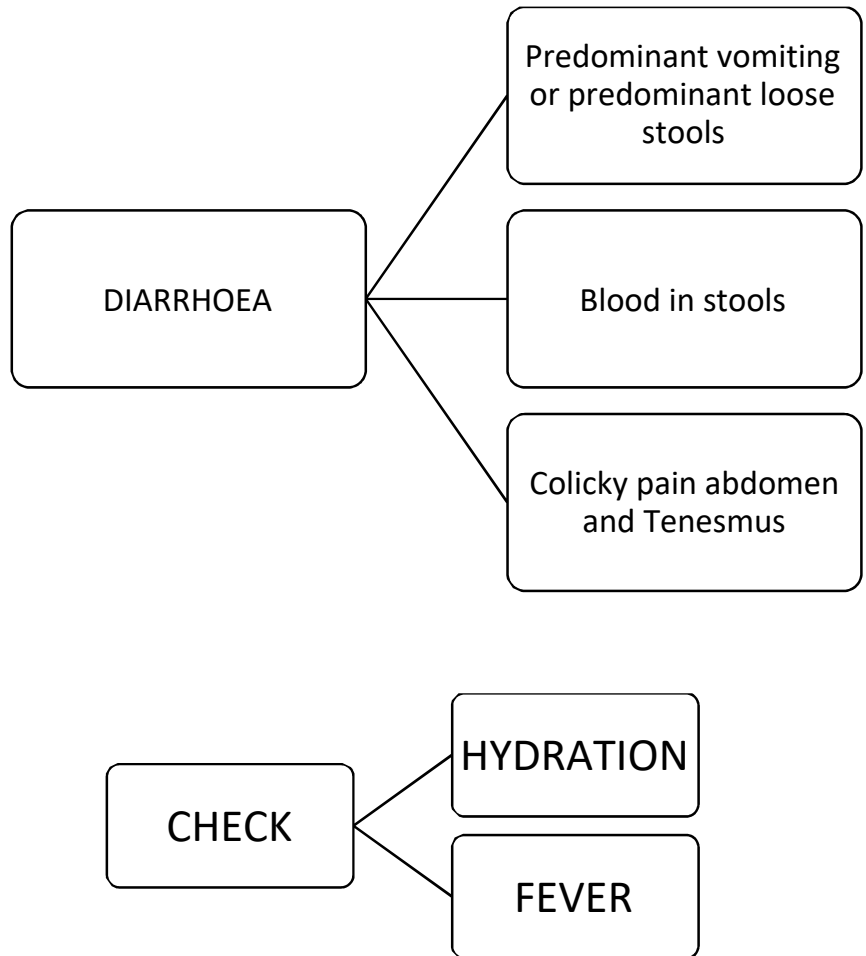 Predominant vomiting
or predominant loose
stools
DIARRHOEA
Blood in stools
Colicky pain abdomen
and Tenesmus
HYDRATION
CHECK
FEVER